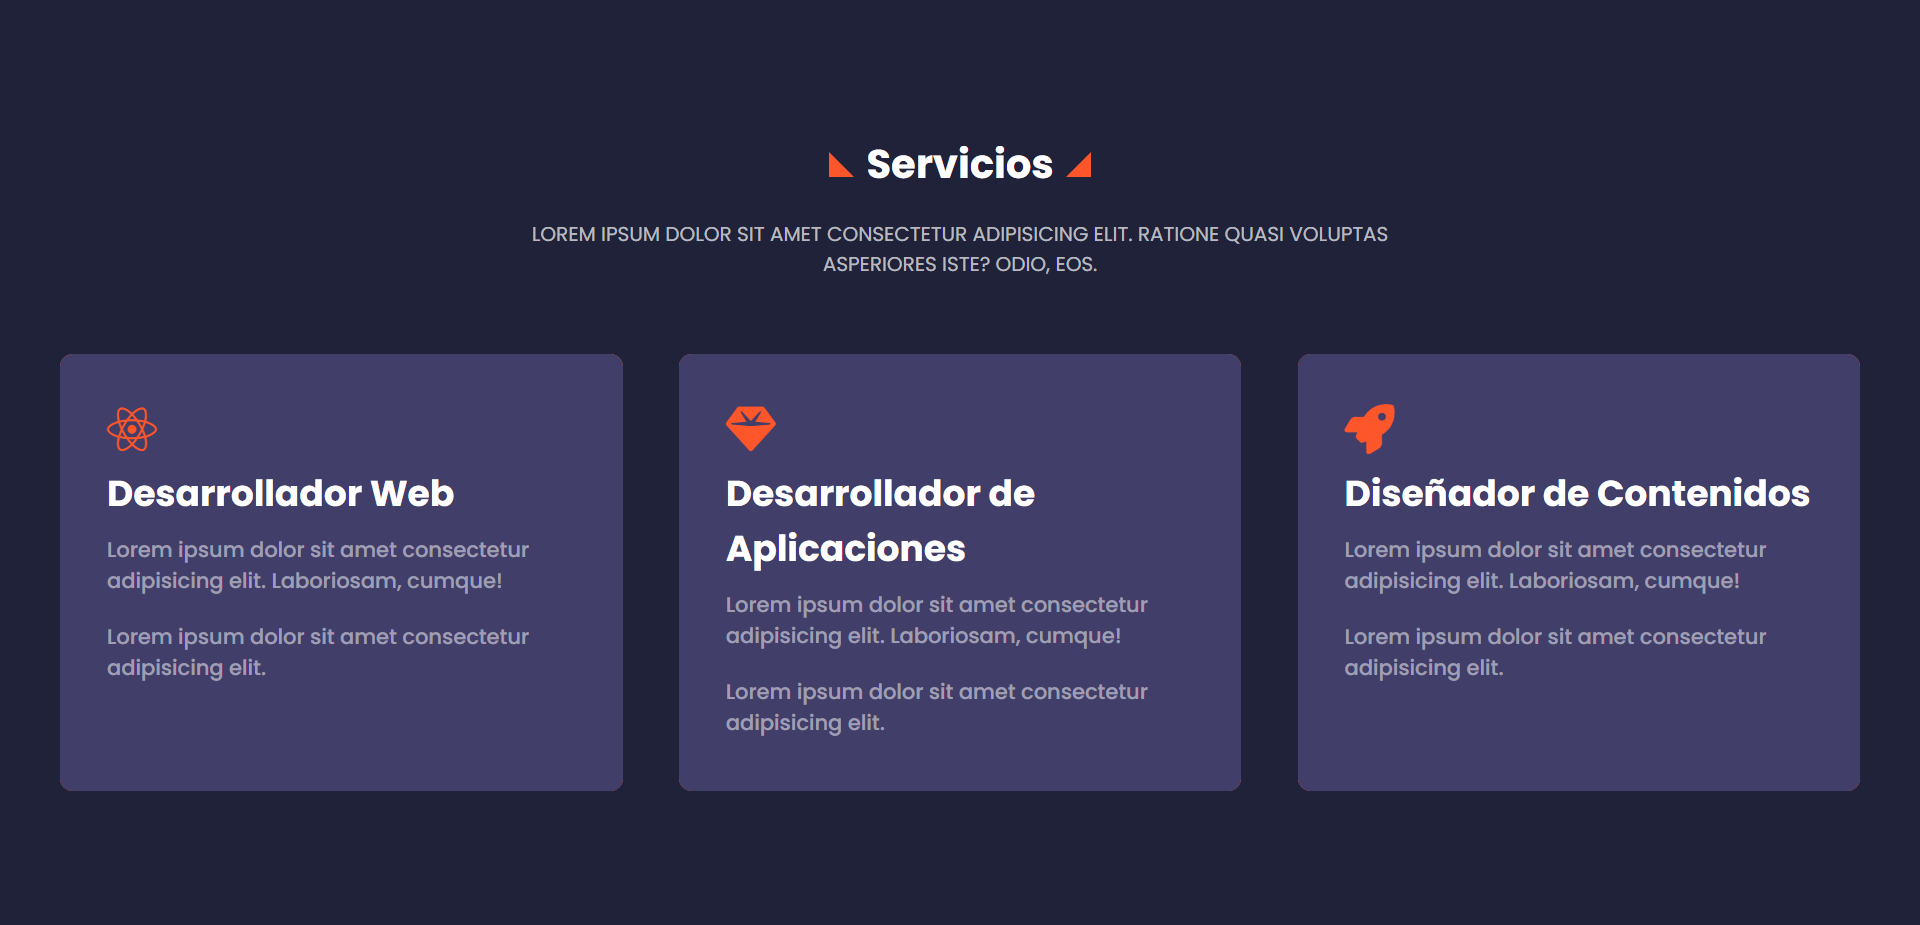 Servicios
LOREM IPSUM DOLOR SIT AMET CONSECTETUR ADIPISICING ELIT. RATIONE QUASI VOLUPTAS
ASPERIORES ISTE? ODIO, EOS.
Desarrollador Web
Lorem ipsum dolor sit amet consectetur
adipisicing elit. Laboriosam, cumque!
Lorem ipsum dolor sit amet consectetur
adipisicing elit.
Desarrollador de
Aplicaciones
Lorem ipsum dolor sit amet consectetur
adipisicing elit. Laboriosam, cumque!
Lorem ipsum dolor sit amet consectetur
adipisicing elit.
Diseñador de Contenidos
Lorem ipsum dolor sit amet consectetur
adipisicing elit. Laboriosam, cumque!
Lorem ipsum dolor sit amet consectetur
adipisicing elit.